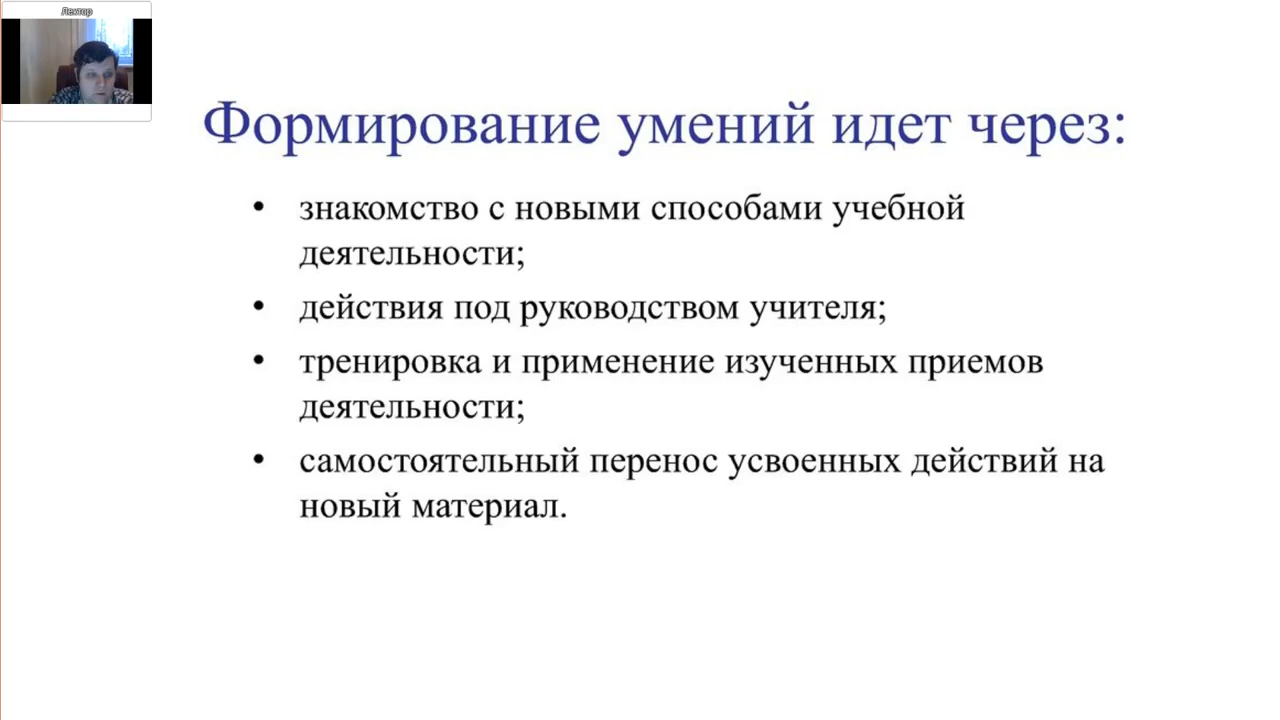 Лектор
Формирование умений идет через:
• знакомство с новыми способами учебной
деятельности;
• действия под руководством учителя;
• тренировка и применение изученных приемов
деятельности;
• самостоятельный перенос усвоенных действий на
новый материал.